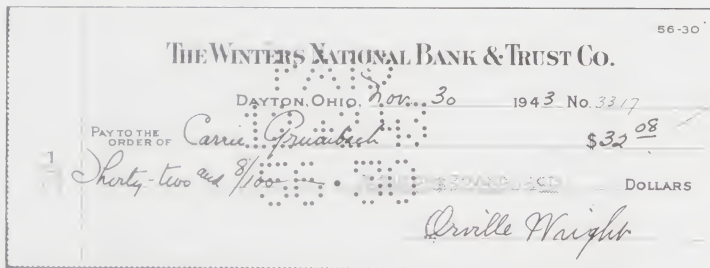 56-30
THE WINTERS NATIONAL BANK & TRUST CO.
DAYTON, OHIO, Nov. 30 1943 No. 3317
PAY TO THE ORDER OF Carrie Grumbach $32 08
1
Thirty-two and 8/100 DOLLARS
Orville Wright